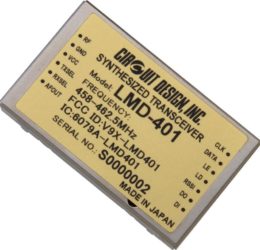 RF
GND
VCC
TXSEL
RXSEL
AFOUT
CIRCUIT DESIGN, INC.
SYNTHESIZED TRANSCEIVER
Model: LMD-401
FREQUENCY:
458-462.5MHz
FCC ID:V9X-LMD401
IC:6079A-LMD401
SERIAL NO.:
S0000002
MADE IN JAPAN
CLK
DATA
LE
LD
RSSI
DO
DI